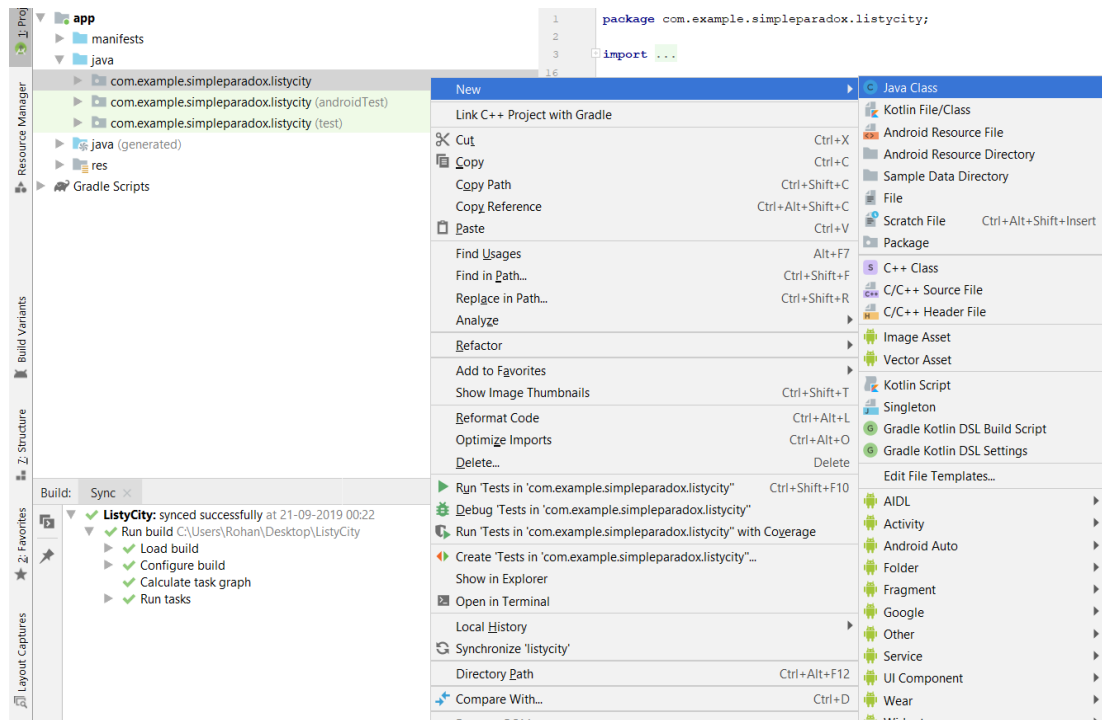 1: Proj
Resource Manager
Build Variants
7: Structure
2: Favorites
Layout Captures
app
manifests
java
com.example.simpleparadox.listycity
com.example.simpleparadox.listycity (androidTest)
com.example.simpleparadox.listycity (test)
java (generated)
res
Gradle Scripts
1 package com.example.simpleparadox.listycity;
2
3 import ...
16
New
Link C++ Project with Gradle
Cut Ctrl+X
Copy Ctrl+C
Copy Path Ctrl+Shift+C
Copy Reference Ctrl+Alt+Shift+C
Paste Ctrl+V
Find Usages Alt+F7
Find in Path... Ctrl+Shift+F
Replace in Path... Ctrl+Shift+R
Analyze
Refactor
Add to Favorites
Show Image Thumbnails Ctrl+Shift+T
Reformat Code Ctrl+Alt+L
Optimize Imports Ctrl+Alt+O
Delete... Delete
Run 'Tests in 'com.example.simpleparadox.listycity'' Ctrl+Shift+F10
Debug 'Tests in 'com.example.simpleparadox.listycity''
Run 'Tests in 'com.example.simpleparadox.listycity'' with Coverage
Create 'Tests in 'com.example.simpleparadox.listycity''...
Show in Explorer
Open in Terminal
Local History
Synchronize 'listycity'
Directory Path Ctrl+Alt+F12
Compare With... Ctrl+D
Java Class
Kotlin File/Class
Android Resource File
Android Resource Directory
Sample Data Directory
File
Scratch File Ctrl+Alt+Shift+Insert
Package
C++ Class
C/C++ Source File
C/C++ Header File
Image Asset
Vector Asset
Kotlin Script
Singleton
Gradle Kotlin DSL Build Script
Gradle Kotlin DSL Settings
Edit File Templates...
AIDL
Activity
Android Auto
Folder
Fragment
Google
Other
Service
UI Component
Wear
Build: Sync
ListyCity: synced successfully at 21-09-2019 00:22
Run build C:\Users\Rohan\Desktop\ListyCity
Load build
Configure build
Calculate task graph
Run tasks